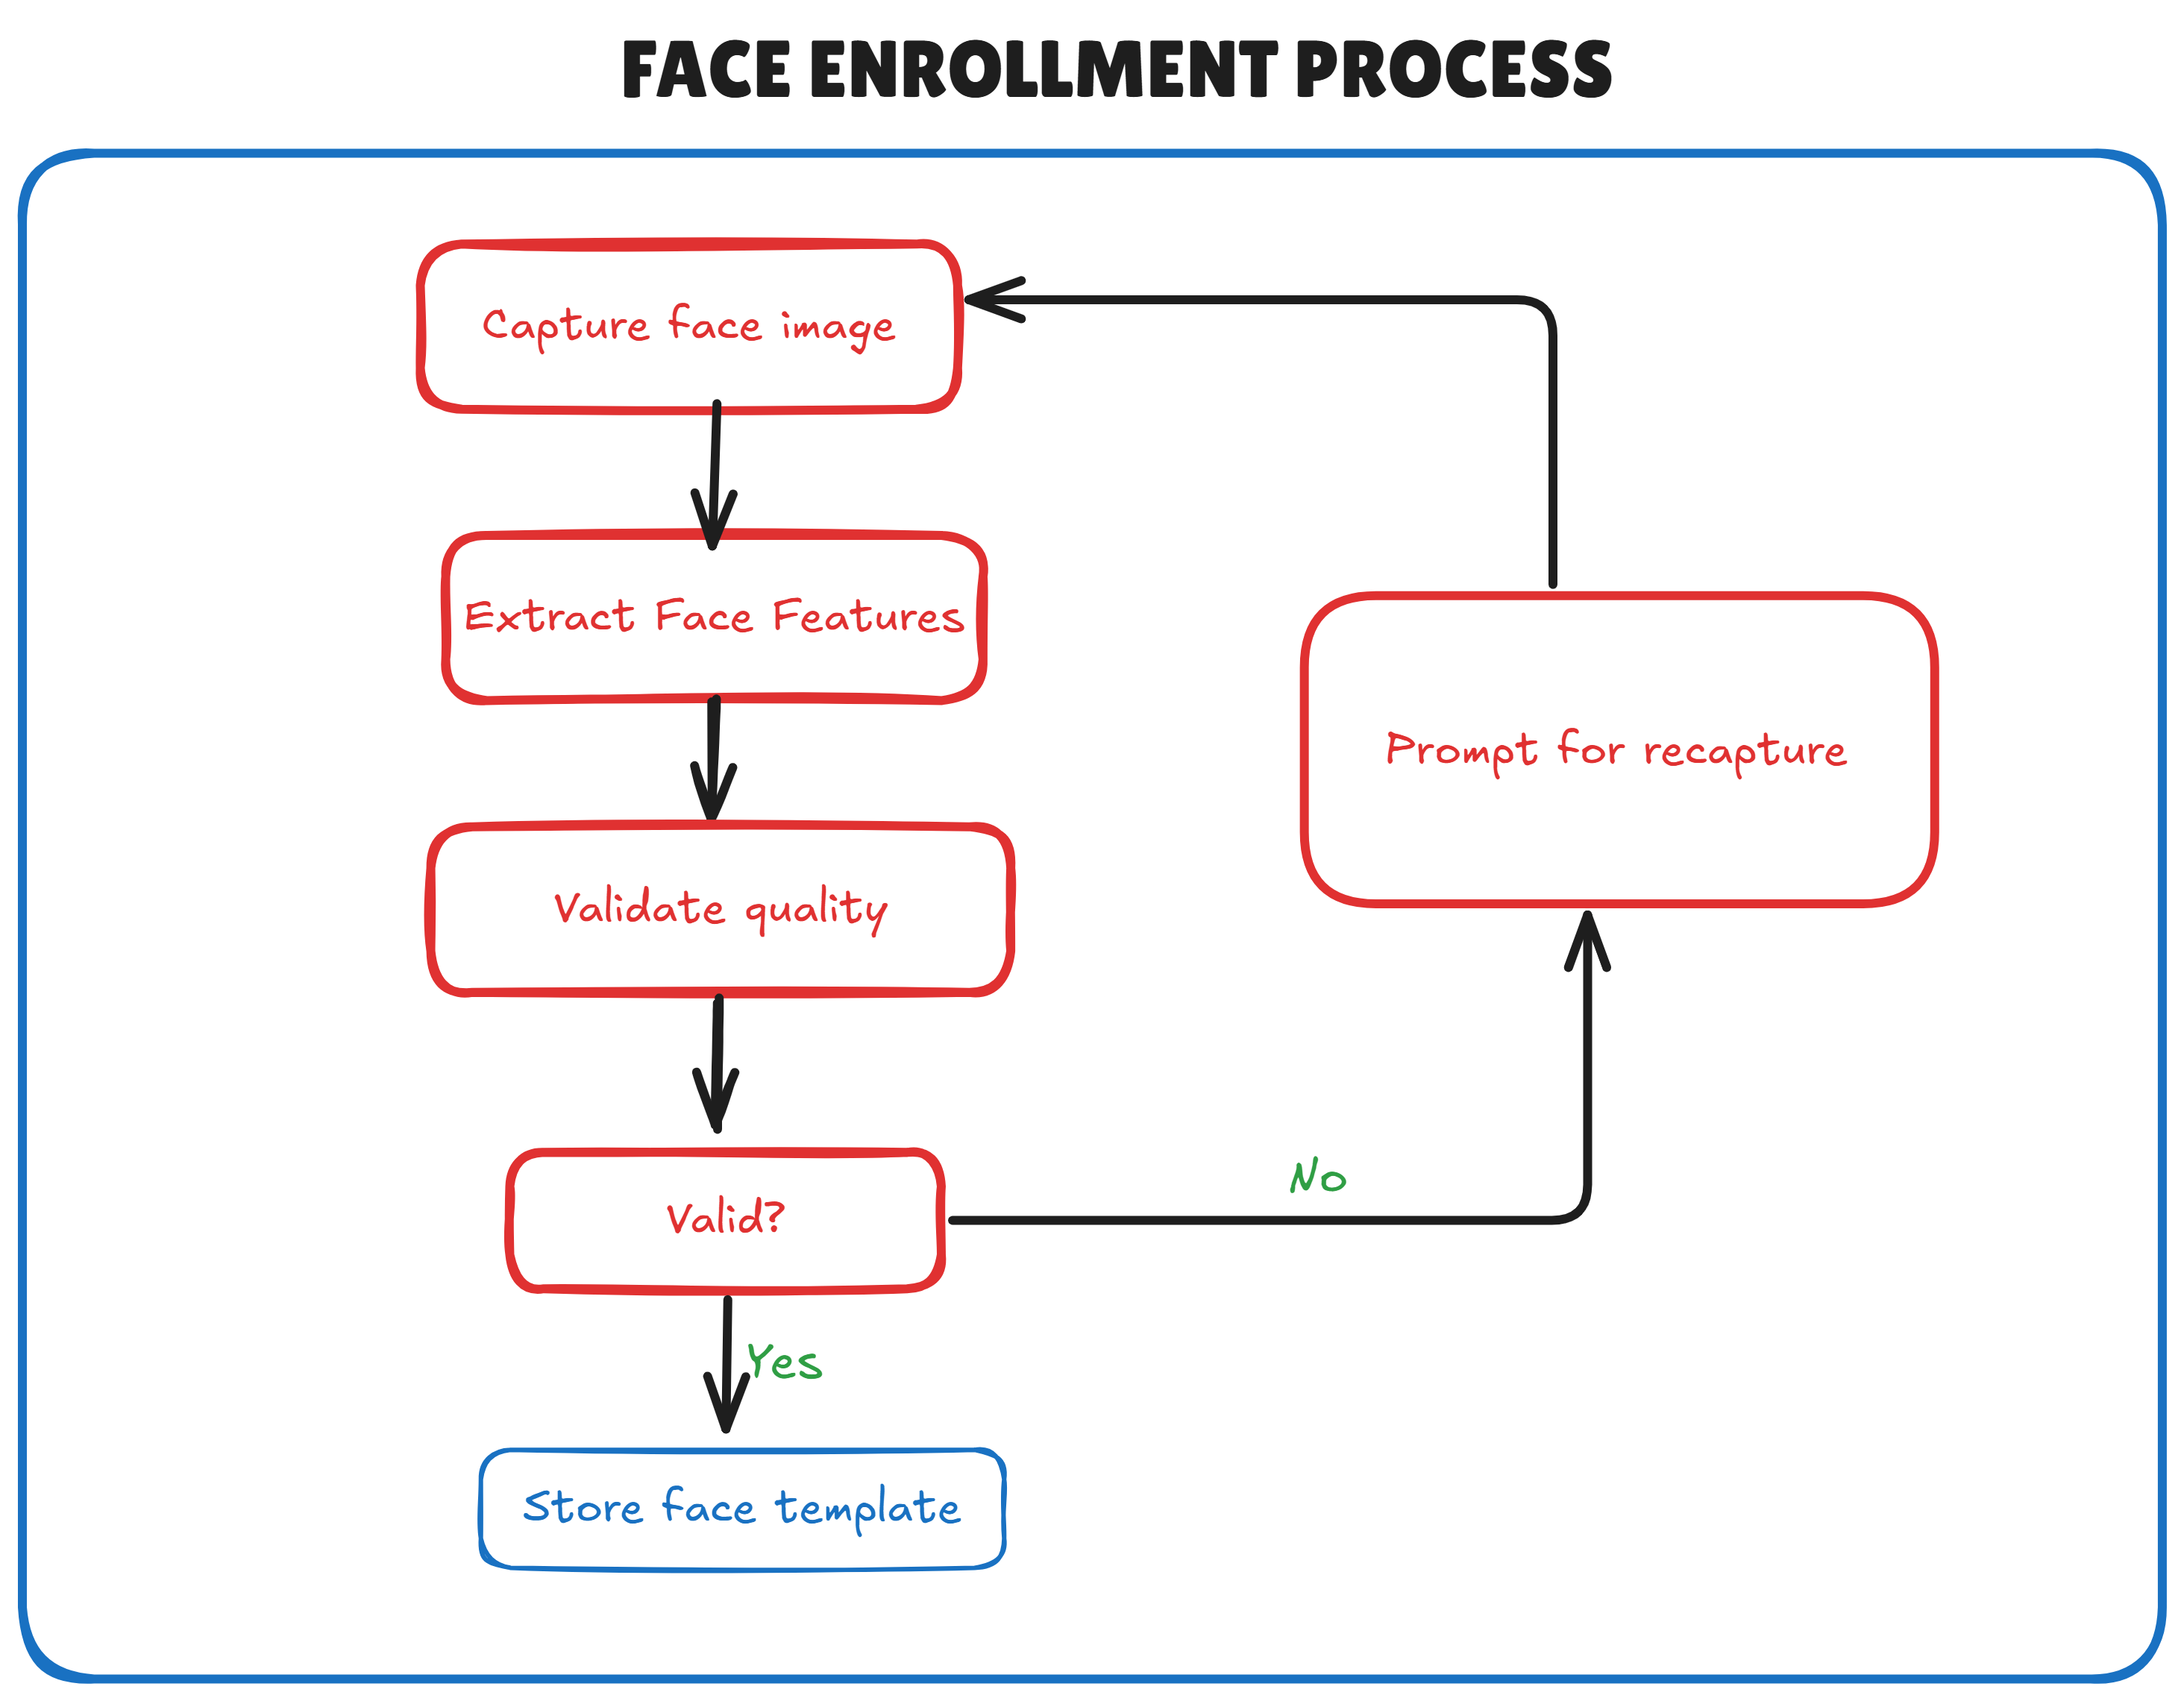 FACE ENROLLMENT PROCESS
Capture face image
Extract Face Features
Prompt for recapture
Validate quality
No
Valid?
Yes
Store face template